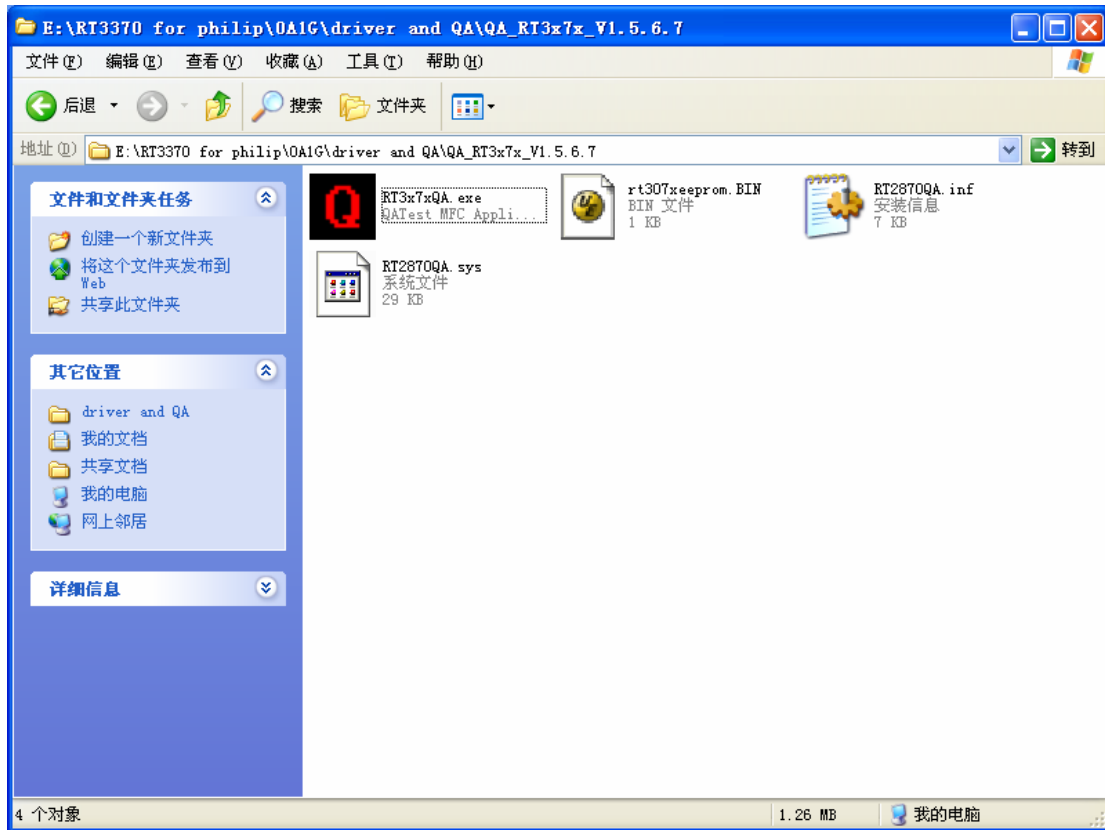 E:\RT3370 for philip\OA1G\driver and QA\QA_RT3x7x_V1.5.6.7
文件(F) 编辑(E) 查看(V) 收藏(A) 工具(T) 帮助(H)
后退 搜索 文件夹
地址(D) E:\RT3370 for philip\OA1G\driver and QA\QA_RT3x7x_V1.5.6.7 转到
文件和文件夹任务
创建一个新文件夹
将这个文件夹发布到
Web
共享此文件夹
其它位置
driver and QA
我的文档
共享文档
我的电脑
网上邻居
详细信息
Q
RT3x7xQA.exe
QATest MFC Appli...
rt307xeeprom.BIN
BIN 文件
1 KB
RT2870QA.inf
安装信息
7 KB
RT2870QA.sys
系统文件
29 KB
4 个对象 1.26 MB 我的电脑